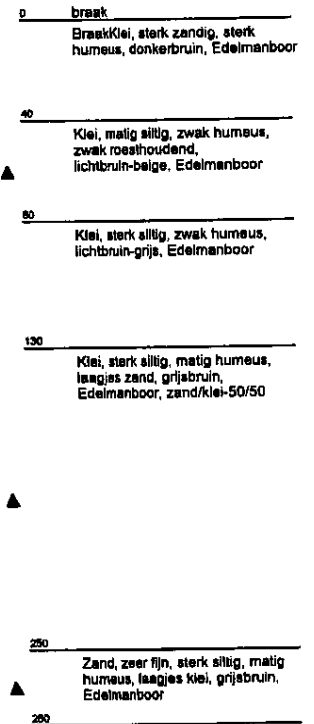 0 braak
BraakKlei, sterk zandig, sterk
humeus, donkerbruin, Edelmanboor
40
Klei, matig siltig, zwak humeus,
zwak roesthoudend,
lichtbruin-beige, Edelmanboor
80
Klei, sterk siltig, zwak humeus,
lichtbruin-grijs, Edelmanboor
130
Klei, sterk siltig, matig humeus,
laagjes zand, grijsbruin,
Edelmanboor, zand/klei-50/50
250
Zand, zeer fijn, sterk siltig, matig
humeus, laagjes klei, grijsbruin,
Edelmanboor
280